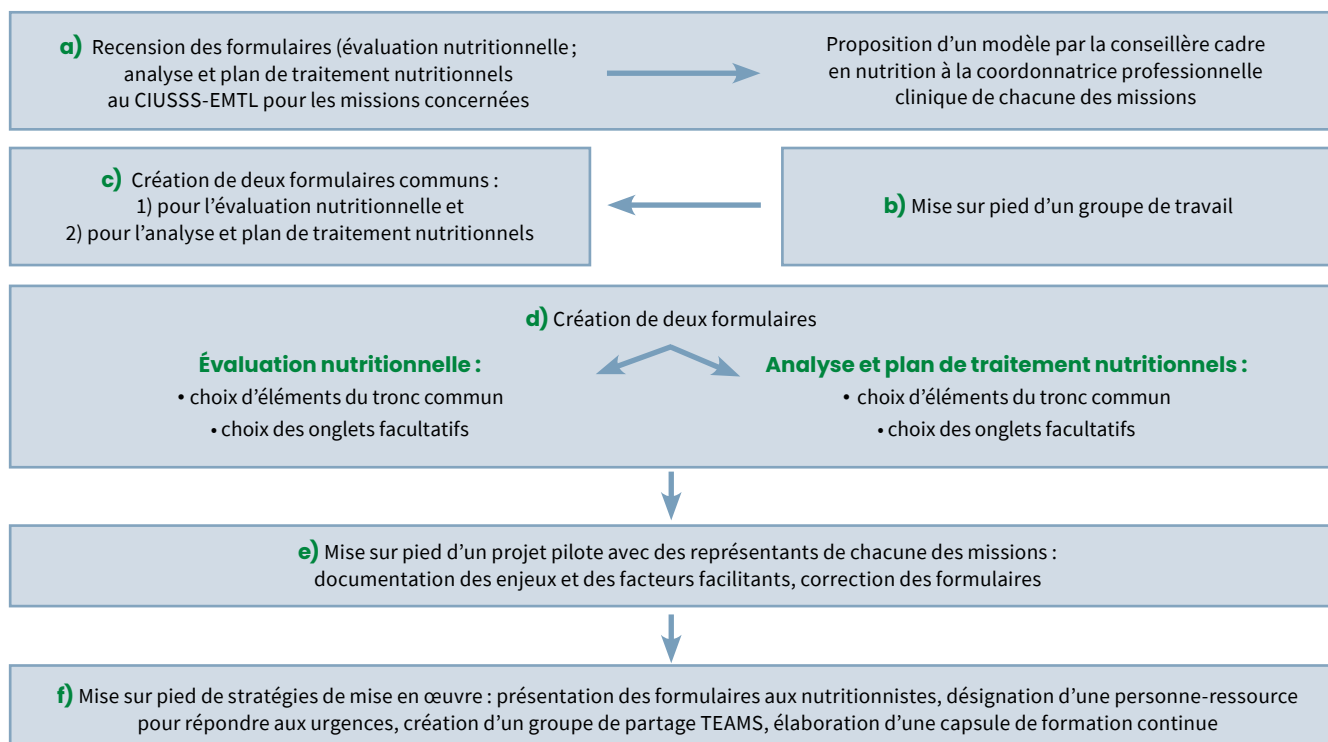 a) Recension des formulaires (évaluation nutritionnelle ;
analyse et plan de traitement nutritionnels
au CIUSSS-EMTL pour les missions concernées
Proposition d'un modèle par la conseillère cadre
en nutrition à la coordonnatrice professionnelle
clinique de chacune des missions
b) Mise sur pied d'un groupe de travail
c) Création de deux formulaires communs :
1) pour l'évaluation nutritionnelle et
2) pour l'analyse et plan de traitement nutritionnels
d) Création de deux formulaires
Évaluation nutritionnelle :
• choix d'éléments du tronc commun
• choix des onglets facultatifs
Analyse et plan de traitement nutritionnels :
• choix d'éléments du tronc commun
• choix des onglets facultatifs
e) Mise sur pied d'un projet pilote avec des représentants de chacune des missions :
documentation des enjeux et des facteurs facilitants, correction des formulaires
f) Mise sur pied de stratégies de mise en œuvre : présentation des formulaires aux nutritionnistes, désignation d'une personne-ressource
pour répondre aux urgences, création d'un groupe de partage TEAMS, élaboration d'une capsule de formation continue